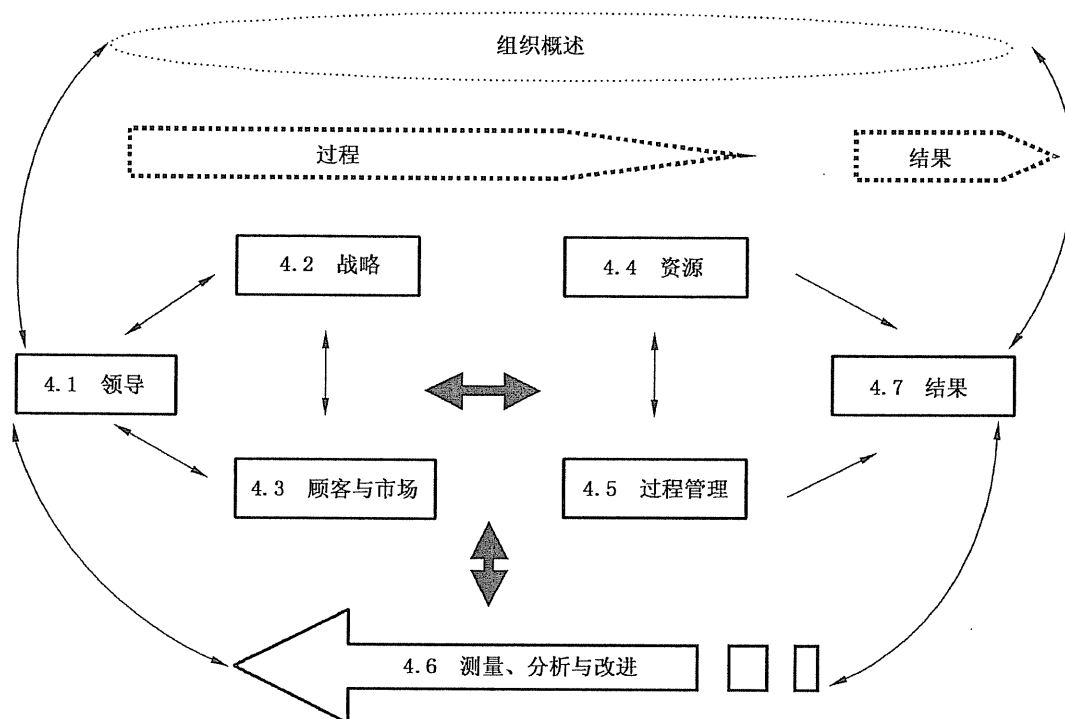 组织概述
过程
结果
4.2 战略
4.4 资源
4.1 领导
4.7 结果
4.3 顾客与市场
4.5 过程管理
4.6 测量、分析与改进